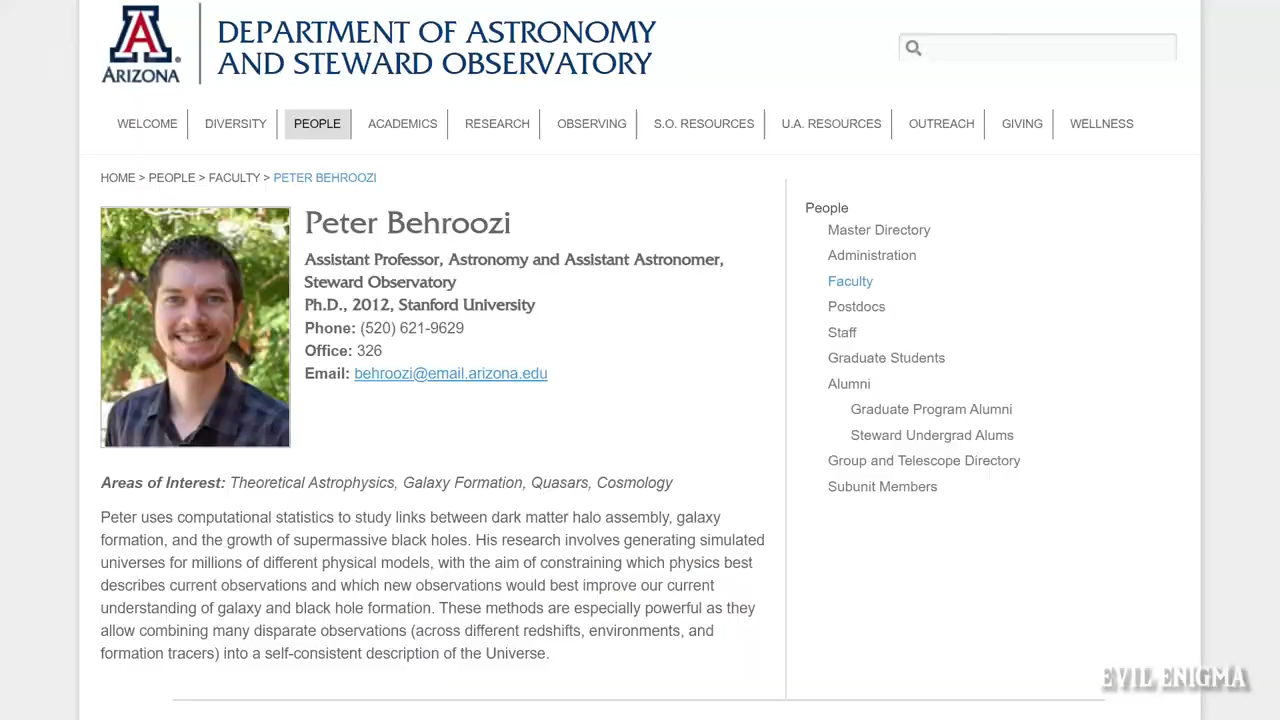 ARIZONA
DEPARTMENT OF ASTRONOMY
AND STEWARD OBSERVATORY
WELCOME
DIVERSITY
PEOPLE
ACADEMICS
RESEARCH
OBSERVING
S.O. RESOURCES
U.A. RESOURCES
OUTREACH
GIVING
WELLNESS
HOME > PEOPLE > FACULTY > PETER BEHROOZI
Peter Behroozi
Assistant Professor, Astronomy and Assistant Astronomer,
Steward Observatory
Ph.D., 2012, Stanford University
Phone: (520) 621-9629
Office: 326
Email: behroozi@email.arizona.edu
Areas of Interest: Theoretical Astrophysics, Galaxy Formation, Quasars, Cosmology
Peter uses computational statistics to study links between dark matter halo assembly, galaxy
formation, and the growth of supermassive black holes. His research involves generating simulated
universes for millions of different physical models, with the aim of constraining which physics best
describes current observations and which new observations would best improve our current
understanding of galaxy and black hole formation. These methods are especially powerful as they
allow combining many disparate observations (across different redshifts, environments, and
formation tracers) into a self-consistent description of the Universe.
People
Master Directory
Administration
Faculty
Postdocs
Staff
Graduate Students
Alumni
Graduate Program Alumni
Steward Undergrad Alums
Group and Telescope Directory
Subunit Members
EVIL ENIGMA